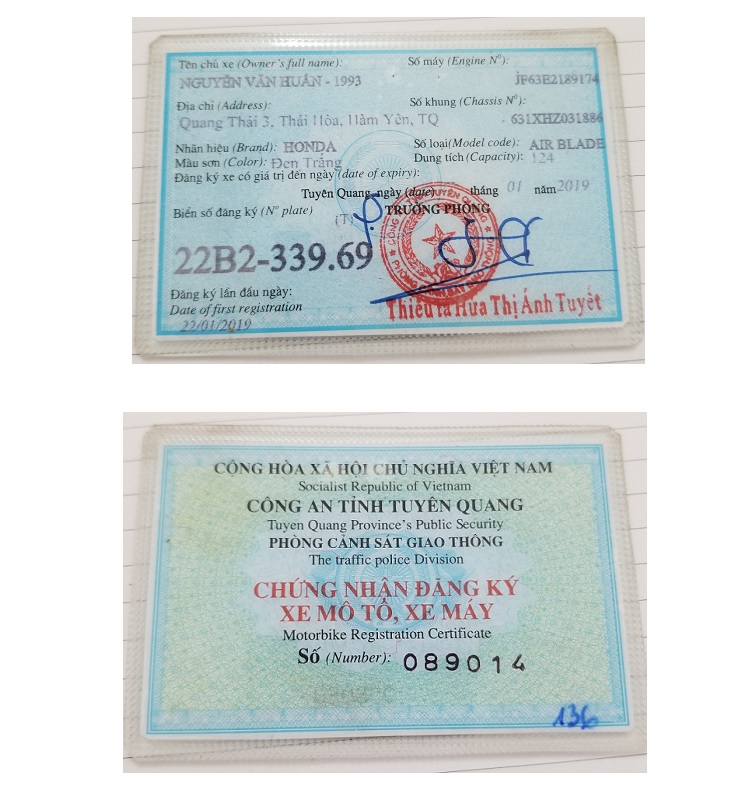 Tên chủ xe (Owner's full name): Số máy (Engine Nº):
NGUYỄN VĂN HUÂN - 1993 JF63E2189174
Địa chỉ (Address): Số khung (Chassis Nº):
Quang Thái 3, Thái Hòa, Hàm Yên, TQ 631XHZ031886
Nhãn hiệu (Brand): HONDA Số loại(Model code): AIR BLADE
Màu sơn (Color): Đen Trắng Dung tích (Capacity): 124
Đăng ký xe có giá trị đến ngày (date of expiry):
Tuyên Quang, ngày (date) tháng 01 năm 2019
Biển số đăng ký (Nº plate) (T) TRƯỞNG PHÒNG
22B2-339.69
Đăng ký lần đầu ngày:
Date of first registration
22/01/2019
Thiếu tá Hứa Thị Ánh Tuyết
CỘNG HÒA XÃ HỘI CHỦ NGHĨA VIỆT NAM
Socialist Republic of Vietnam
CÔNG AN TỈNH TUYÊN QUANG
Tuyen Quang Province's Public Security
PHÒNG CẢNH SÁT GIAO THÔNG
The traffic police Division
CHỨNG NHẬN ĐĂNG KÝ
XE MÔ TÔ, XE MÁY
Motorbike Registration Certificate
Số (Number): 089014
136